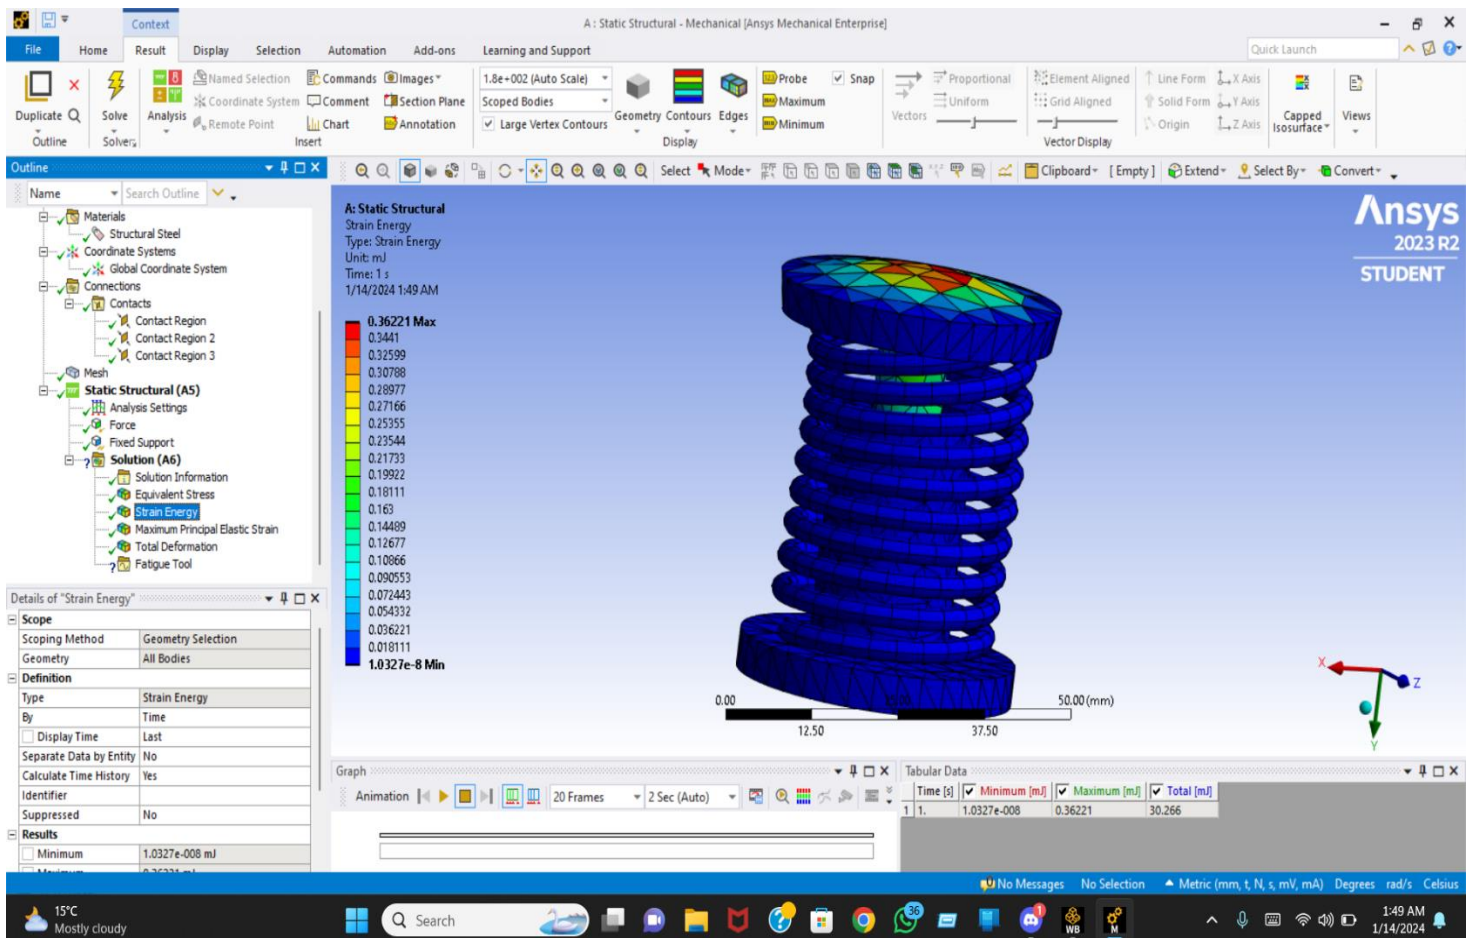 Context
A : Static Structural - Mechanical [Ansys Mechanical Enterprise]
File Home Result Display Selection Automation Add-ons Learning and Support
Quick Launch
Duplicate
Outline
Solve
Solver
Analysis
Named Selection
Coordinate System
Remote Point
Commands
Comment
Chart
Images
Section Plane
Annotation
Insert
1.8e+002 (Auto Scale)
Scoped Bodies
Large Vertex Contours
Geometry Contours Edges
Display
Probe
Maximum
Minimum
Snap
Vectors
Proportional
Uniform
Element Aligned
Grid Aligned
Line Form
Solid Form
Origin
X Axis
Y Axis
Z Axis
Vector Display
Capped
Isosurface
Views
Outline
Name Search Outline
Select Mode Clipboard [Empty] Extend Select By Convert
Materials
Structural Steel
Coordinate Systems
Global Coordinate System
Connections
Contacts
Contact Region
Contact Region 2
Contact Region 3
Mesh
Static Structural (A5)
Analysis Settings
Force
Fixed Support
Solution (A6)
Solution Information
Equivalent Stress
Strain Energy
Maximum Principal Elastic Strain
Total Deformation
Fatigue Tool
Details of "Strain Energy"
Scope
Scoping Method Geometry Selection
Geometry All Bodies
Definition
Type Strain Energy
By Time
Display Time Last
Separate Data by Entity No
Calculate Time History Yes
Identifier
Suppressed No
Results
Minimum 1.0327e-008 mJ
A: Static Structural
Strain Energy
Type: Strain Energy
Unit: mJ
Time: 1 s
1/14/2024 1:49 AM
0.36221 Max
0.3441
0.32599
0.30788
0.28977
0.27166
0.25355
0.23544
0.21733
0.19922
0.18111
0.163
0.14489
0.12677
0.10866
0.090553
0.072443
0.054332
0.036221
0.018111
1.0327e-8 Min
Ansys
2023 R2
STUDENT
X
Z
Y
0.00 50.00 (mm)
12.50 37.50
Graph
Animation 20 Frames 2 Sec (Auto)
Tabular Data
Time [s] Minimum [mJ] Maximum [mJ] Total [mJ]
1 1. 1.0327e-008 0.36221 30.266
No Messages No Selection Metric (mm, t, N, s, mV, mA) Degrees rad/s Celsius
15°C
Mostly cloudy
Search
36
1
WB
M
1:49 AM
1/14/2024